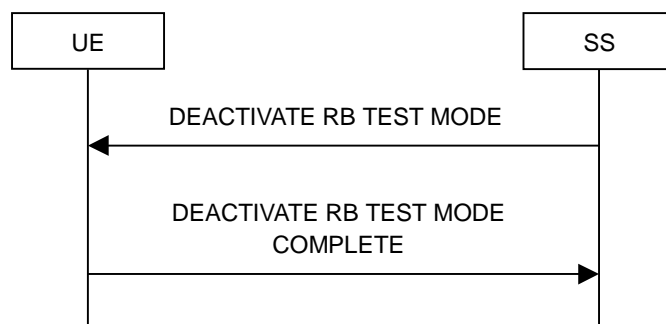 UE
SS
DEACTIVATE RB TEST MODE
DEACTIVATE RB TEST MODE
COMPLETE